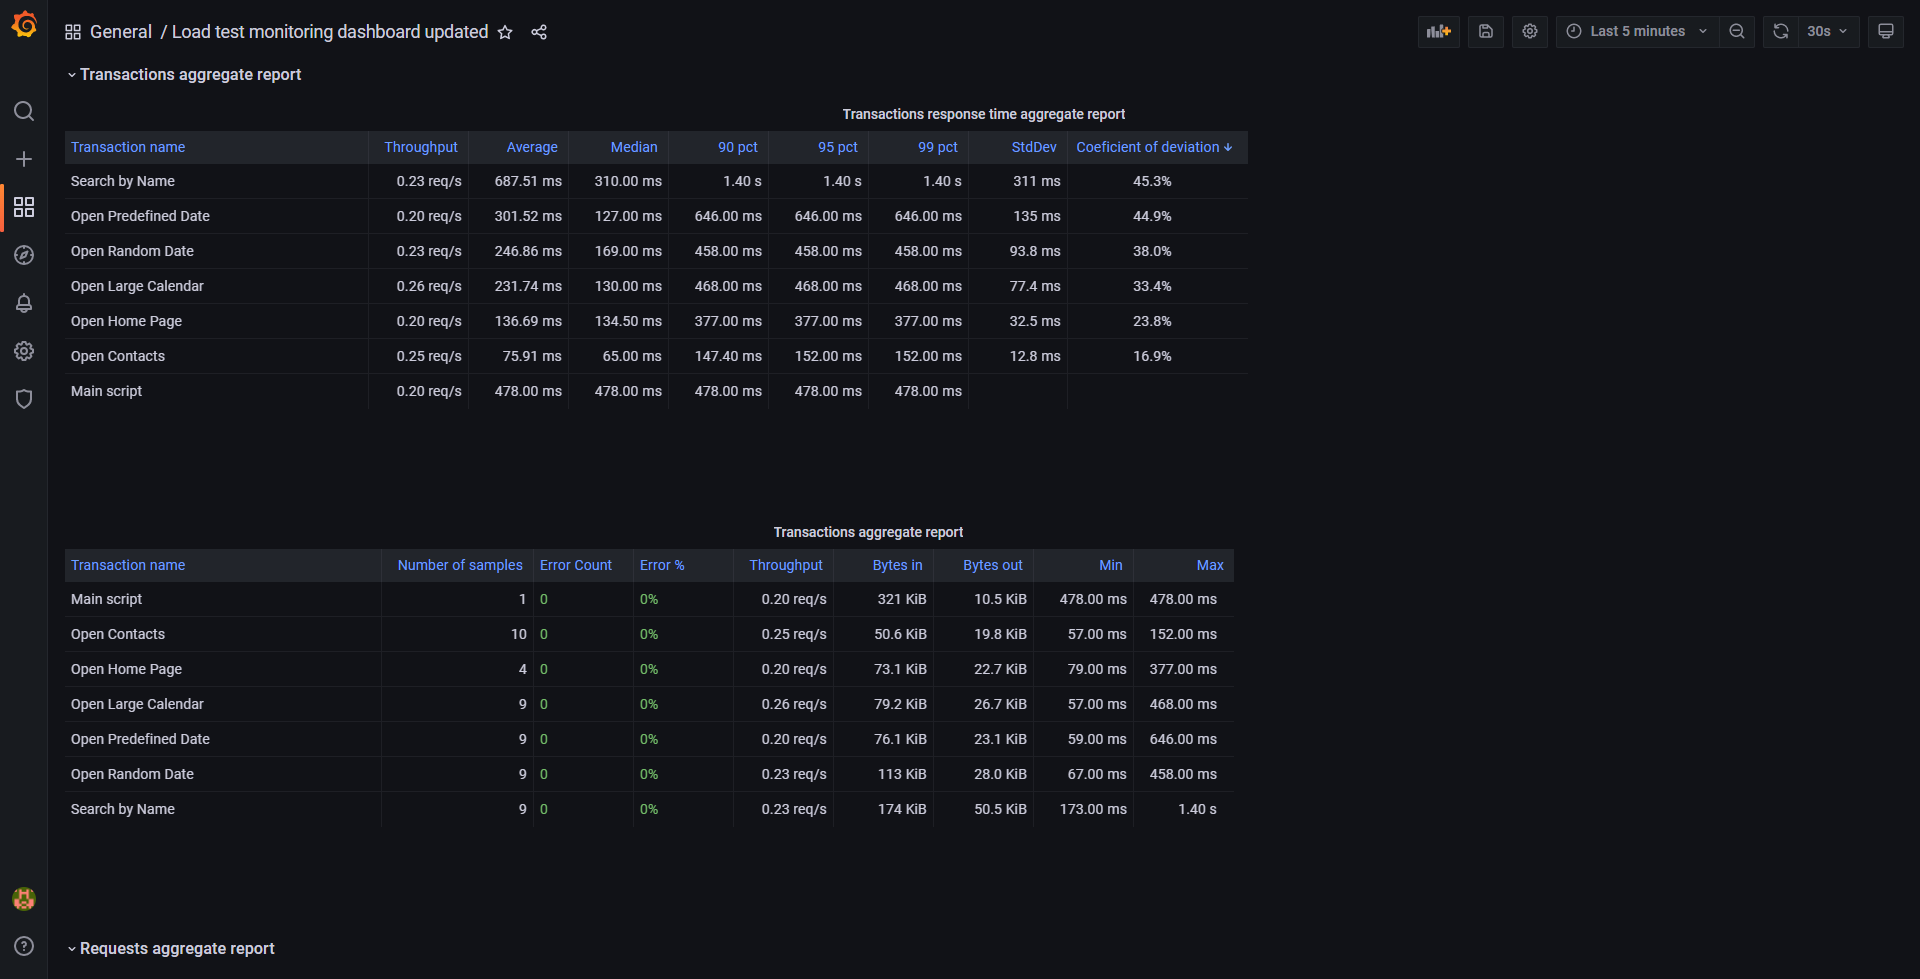 General / Load test monitoring dashboard updated
Last 5 minutes
30s
Transactions aggregate report
Transactions response time aggregate report
Transaction name Throughput Average Median 90 pct 95 pct 99 pct StdDev Coeficient of deviation
Search by Name 0.23 req/s 687.51 ms 310.00 ms 1.40 s 1.40 s 1.40 s 311 ms 45.3%
Open Predefined Date 0.20 req/s 301.52 ms 127.00 ms 646.00 ms 646.00 ms 646.00 ms 135 ms 44.9%
Open Random Date 0.23 req/s 246.86 ms 169.00 ms 458.00 ms 458.00 ms 458.00 ms 93.8 ms 38.0%
Open Large Calendar 0.26 req/s 231.74 ms 130.00 ms 468.00 ms 468.00 ms 468.00 ms 77.4 ms 33.4%
Open Home Page 0.20 req/s 136.69 ms 134.50 ms 377.00 ms 377.00 ms 377.00 ms 32.5 ms 23.8%
Open Contacts 0.25 req/s 75.91 ms 65.00 ms 147.40 ms 152.00 ms 152.00 ms 12.8 ms 16.9%
Main script 0.20 req/s 478.00 ms 478.00 ms 478.00 ms 478.00 ms 478.00 ms
Transactions aggregate report
Transaction name Number of samples Error Count Error % Throughput Bytes in Bytes out Min Max
Main script 1 0 0% 0.20 req/s 321 KiB 10.5 KiB 478.00 ms 478.00 ms
Open Contacts 10 0 0% 0.25 req/s 50.6 KiB 19.8 KiB 57.00 ms 152.00 ms
Open Home Page 4 0 0% 0.20 req/s 73.1 KiB 22.7 KiB 79.00 ms 377.00 ms
Open Large Calendar 9 0 0% 0.26 req/s 79.2 KiB 26.7 KiB 57.00 ms 468.00 ms
Open Predefined Date 9 0 0% 0.20 req/s 76.1 KiB 23.1 KiB 59.00 ms 646.00 ms
Open Random Date 9 0 0% 0.23 req/s 113 KiB 28.0 KiB 67.00 ms 458.00 ms
Search by Name 9 0 0% 0.23 req/s 174 KiB 50.5 KiB 173.00 ms 1.40 s
Requests aggregate report